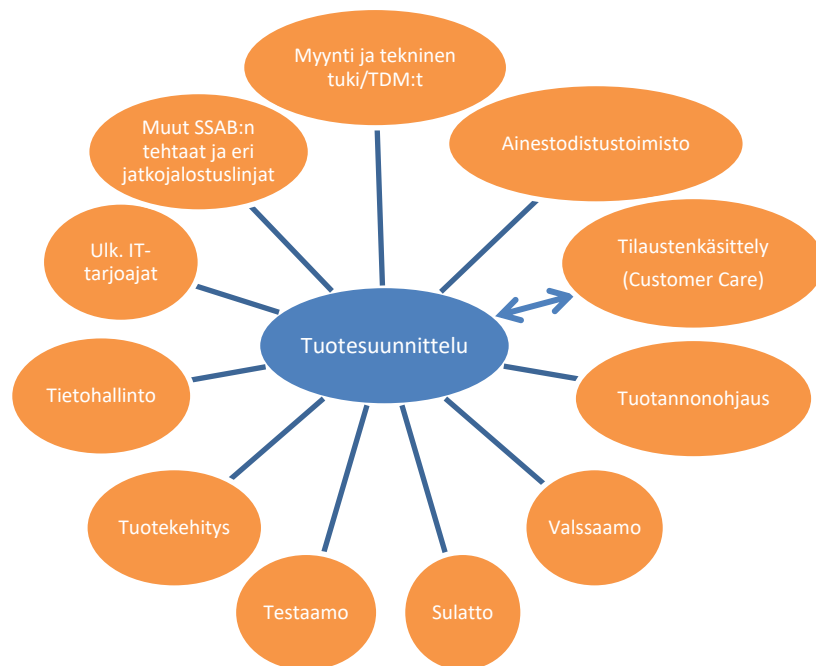 Myynti ja tekninen
tuki/TDM:t
Muut SSAB:n
tehtaat ja eri
jatkojalostuslinjat
Ainestodistustoimisto
Ulk. IT-
tarjoajat
Tilaustenkäsittely
(Customer Care)
Tuotesuunnittelu
Tietohallinto
Tuotannonohjaus
Tuotekehitys
Valssaamo
Testaamo
Sulatto